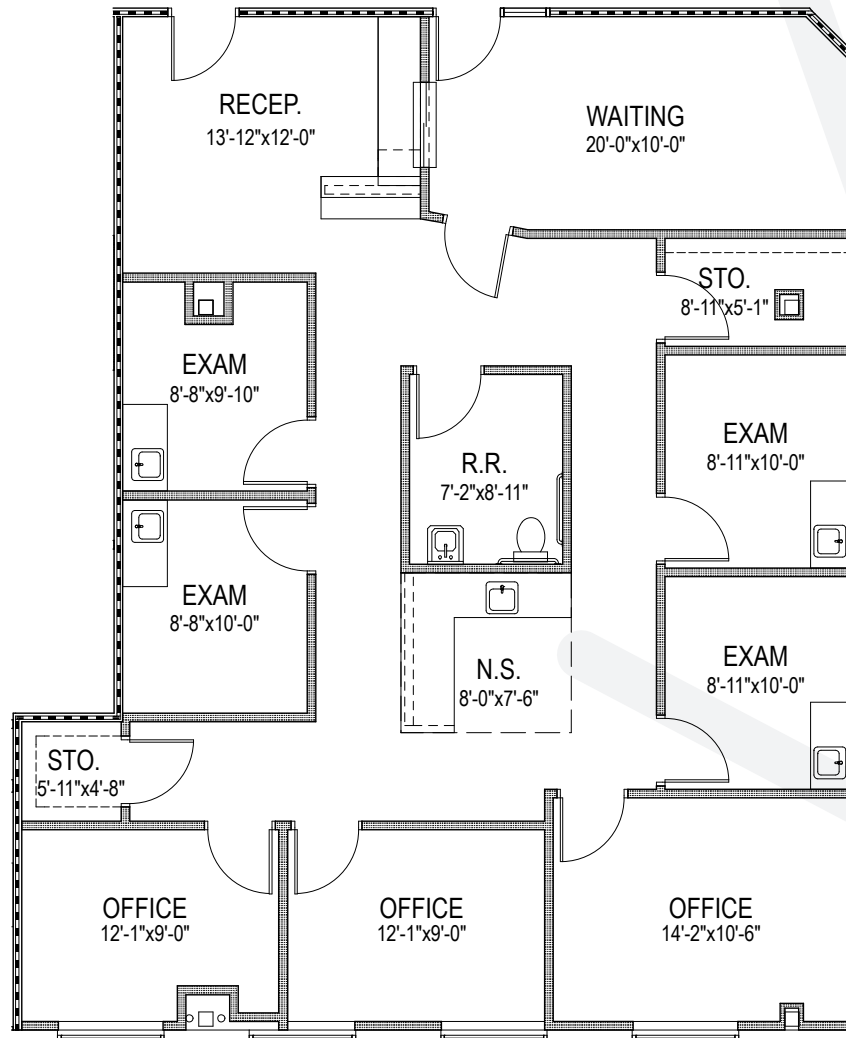 RECEP.
13'-12"x12'-0"
WAITING
20'-0"x10'-0"
STO.
8'-11"x5'-1"
EXAM
8'-8"x9'-10"
EXAM
8'-11"x10'-0"
R.R.
7'-2"x8'-11"
EXAM
8'-8"x10'-0"
EXAM
8'-11"x10'-0"
N.S.
8'-0"x7'-6"
STO.
5'-11"x4'-8"
OFFICE
12'-1"x9'-0"
OFFICE
12'-1"x9'-0"
OFFICE
14'-2"x10'-6"